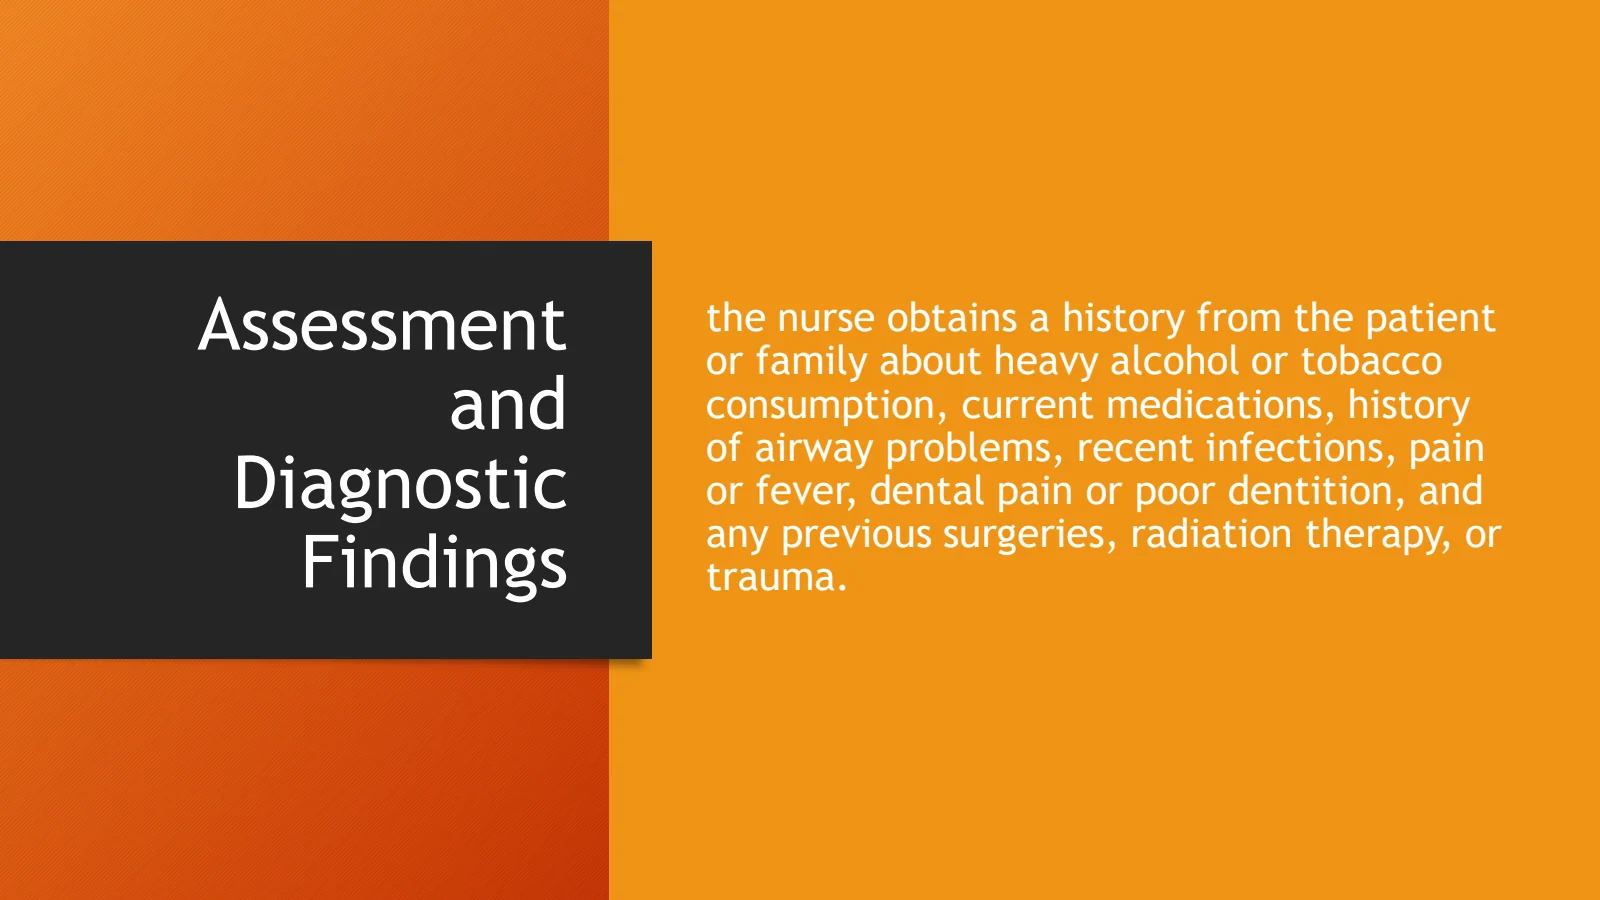 Assessment
and
Diagnostic
Findings
the nurse obtains a history from the patient
or family about heavy alcohol or tobacco
consumption, current medications, history
of airway problems, recent infections, pain
or fever, dental pain or poor dentition, and
any previous surgeries, radiation therapy, or
trauma.